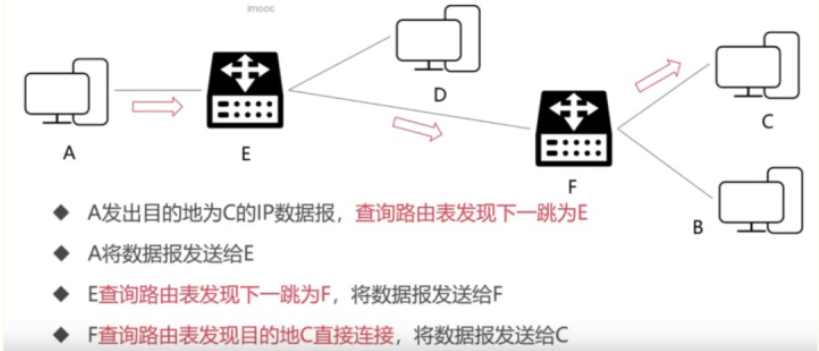 imooc
A
E
D
F
C
B
◆ A发出目的地为C的IP数据报，查询路由表发现下一跳为E
◆ A将数据报发送给E
◆ E查询路由表发现下一跳为F，将数据报发送给F
◆ F查询路由表发现目的地C直接连接，将数据报发送给C